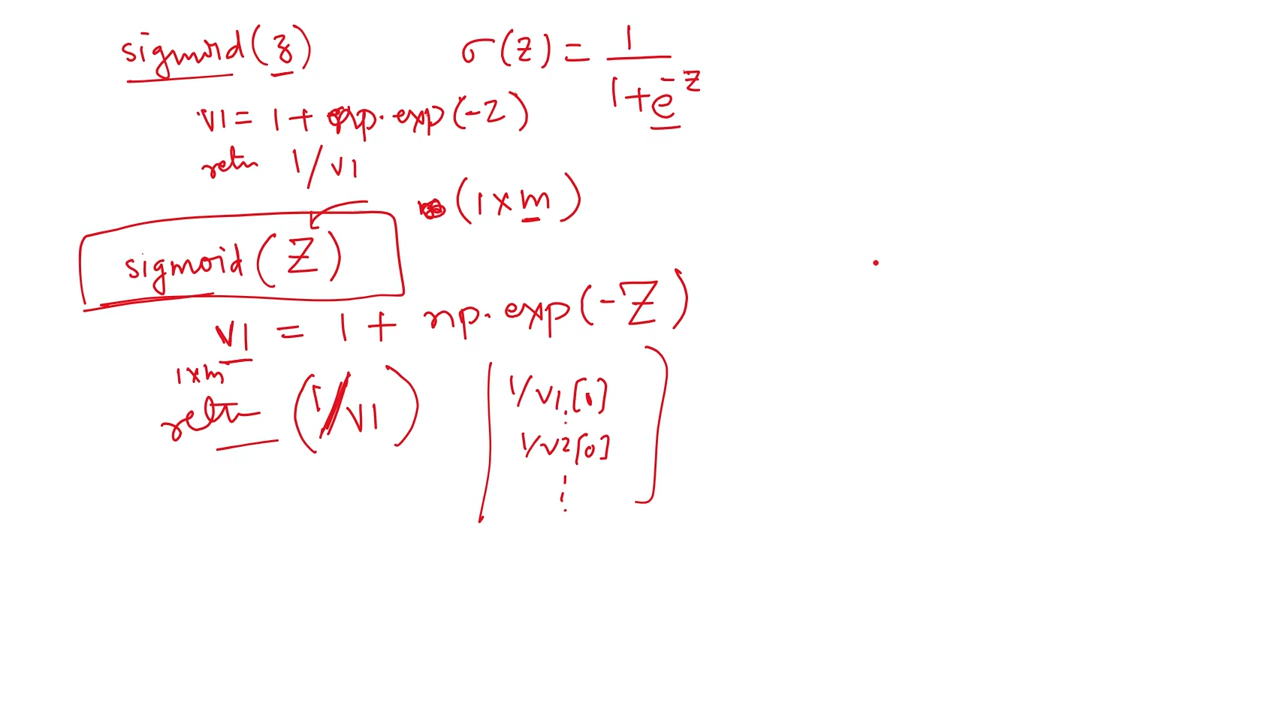 sigmoid(z)
σ(z) = 1/(1+e^-z)
v1 = 1 + np.exp(-z)
retn 1/v1
(1×m)
sigmoid(Z)
v1 = 1 + np.exp(-Z)
1×m
retn (1/v1)
1/v1[0]
1/v2[0]